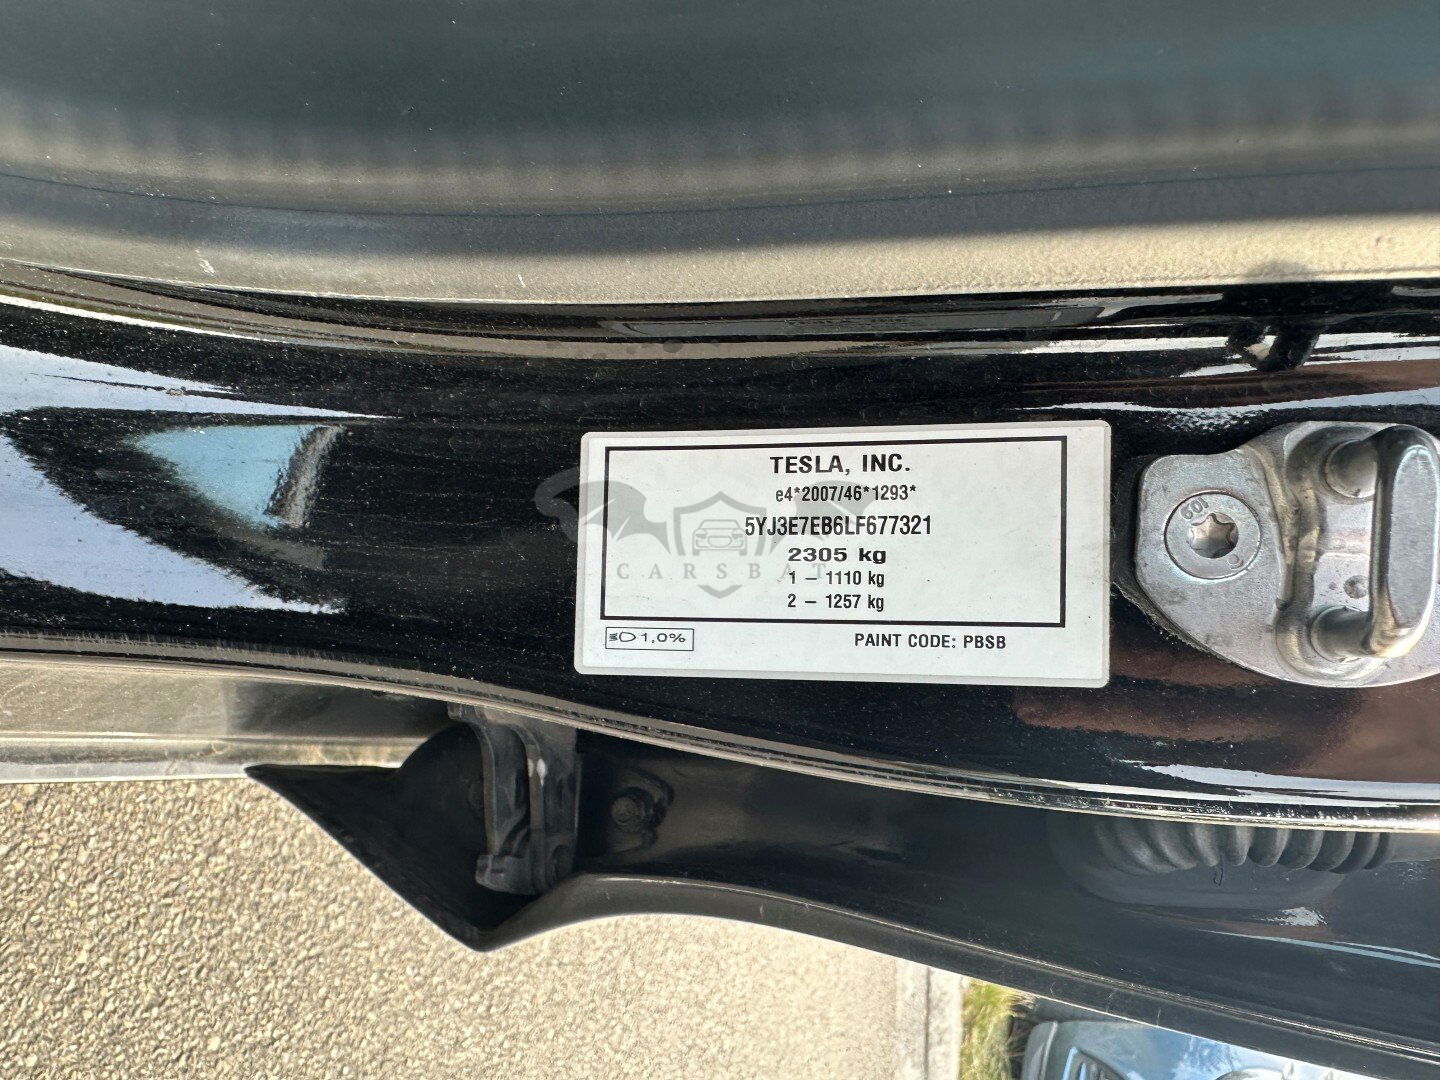 TESLA, INC.
e4*2007/46*1293*
5YJ3E7EB6LF677321
2305 kg
CARSBAT
1 – 1110 kg
2 – 1257 kg
1,0%
PAINT CODE: PBSB